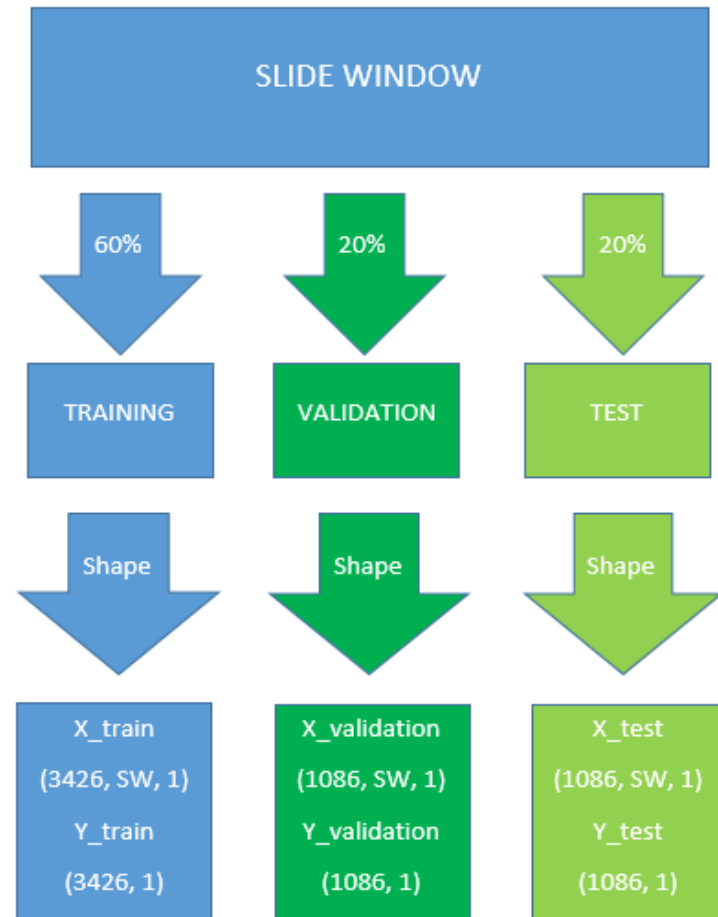 SLIDE WINDOW
60%
20%
20%
TRAINING
VALIDATION
TEST
Shape
Shape
Shape
X_train
(3426, SW, 1)
Y_train
(3426, 1)
X_validation
(1086, SW, 1)
Y_validation
(1086, 1)
X_test
(1086, SW, 1)
Y_test
(1086, 1)